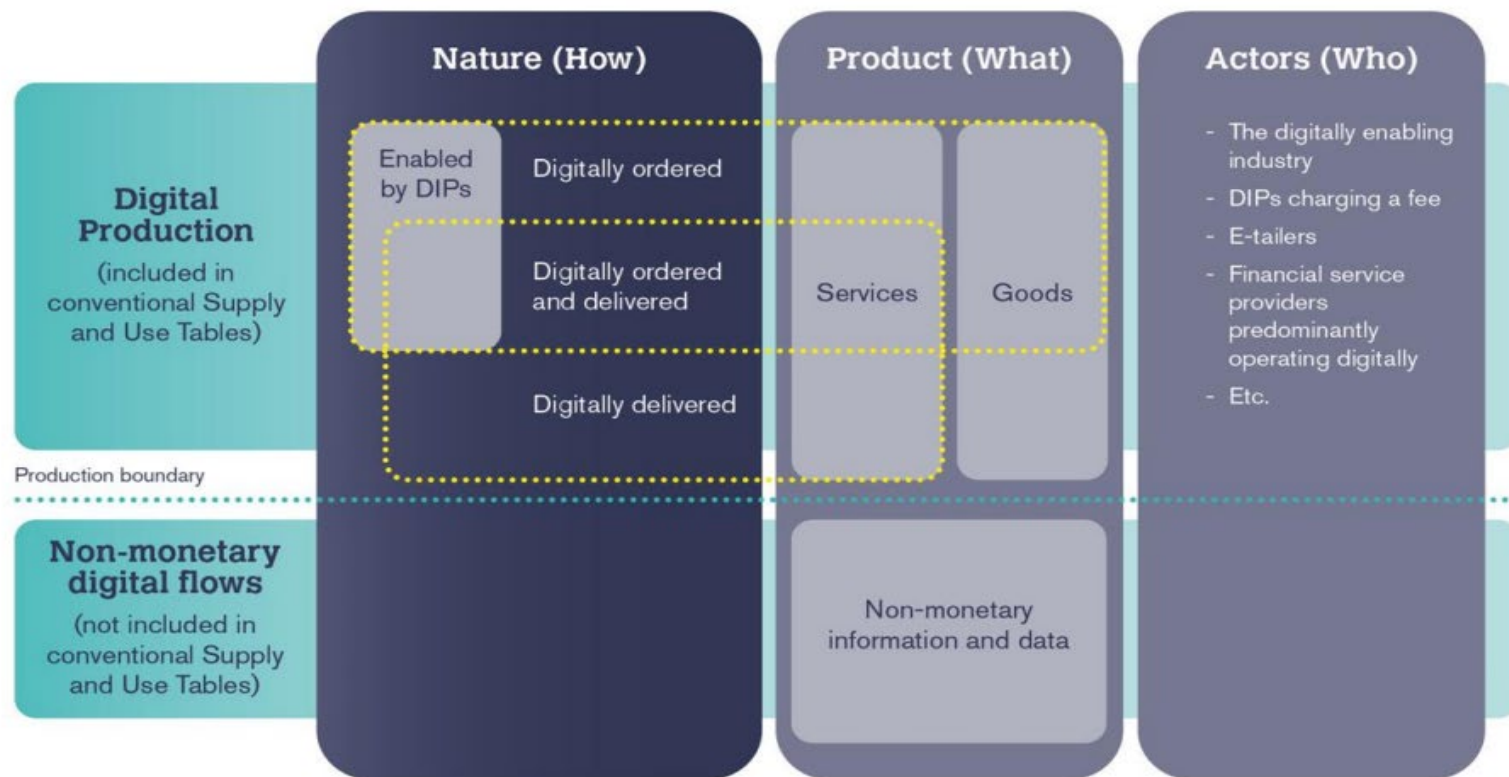 Nature (How)
Product (What)
Actors (Who)
Digital
Production
(included in
conventional Supply
and Use Tables)
Enabled
by DIPs
Digitally ordered
Digitally ordered
and delivered
Digitally delivered
Services
Goods
- The digitally enabling
industry
- DIPs charging a fee
- E-tailers
- Financial service
providers
predominantly
operating digitally
- Etc.
Production boundary
Non-monetary
digital flows
(not included in
conventional Supply
and Use Tables)
Non-monetary
information and data